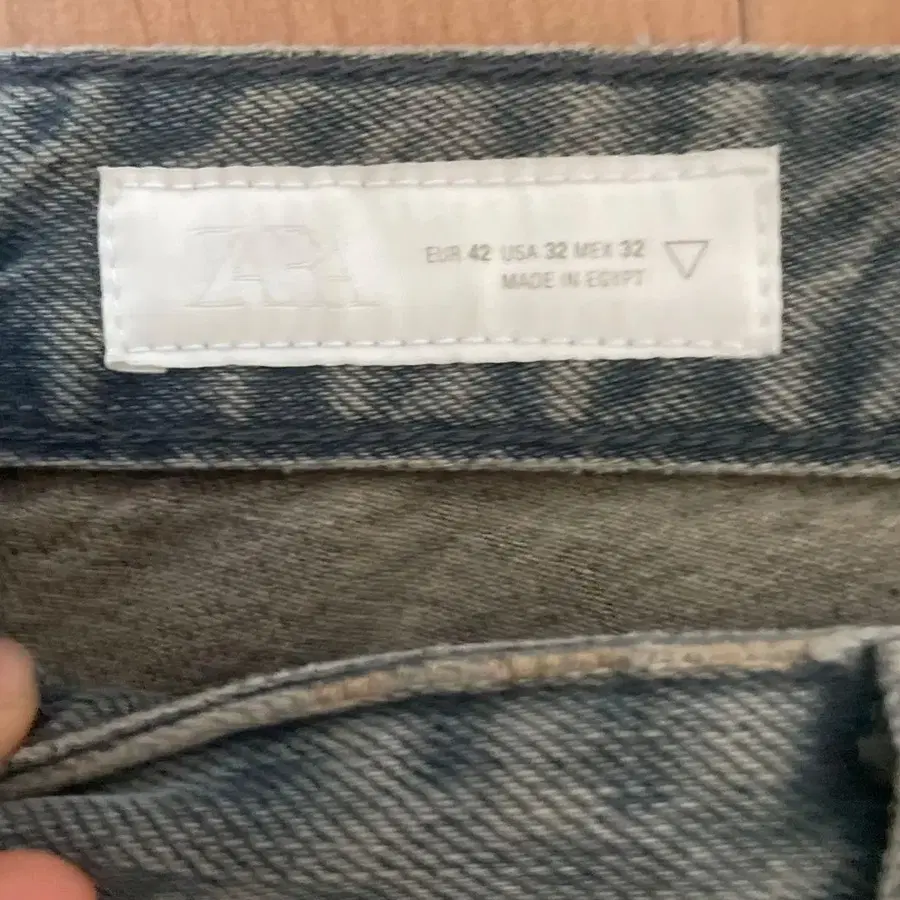 ZARA
EUR 42 USA 32 MEX 32
MADE IN EGYPT